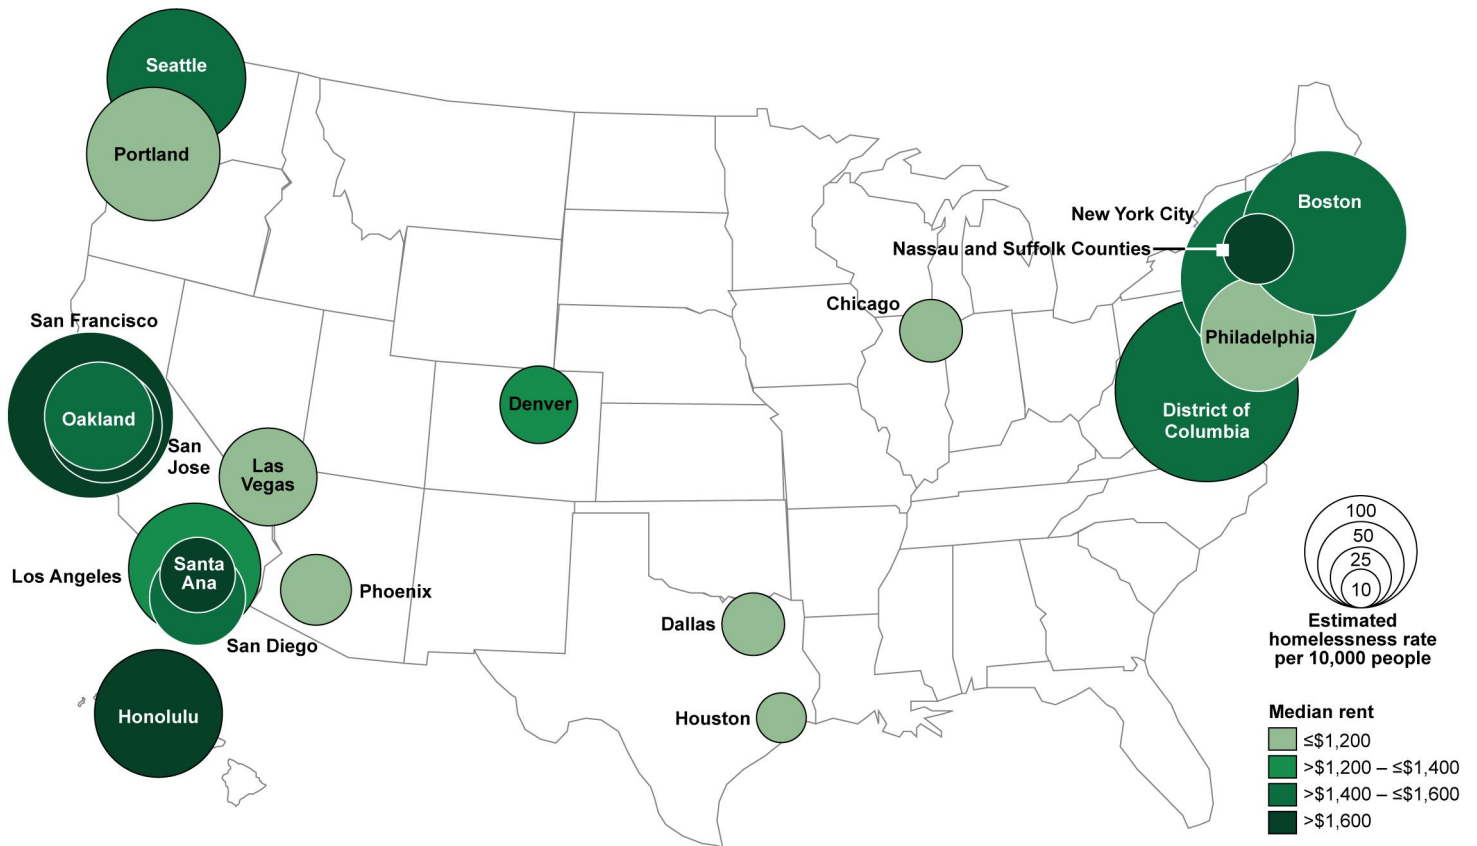 Seattle
Portland
San Francisco
Oakland
San
Jose
Las
Vegas
Los Angeles
Santa
Ana
San Diego
Phoenix
Honolulu
Denver
Dallas
Houston
Chicago
New York City
Nassau and Suffolk Counties
Boston
Philadelphia
District of
Columbia
100
50
25
10
Estimated
homelessness rate
per 10,000 people
Median rent
≤$1,200
>$1,200 – ≤$1,400
>$1,400 – ≤$1,600
>$1,600